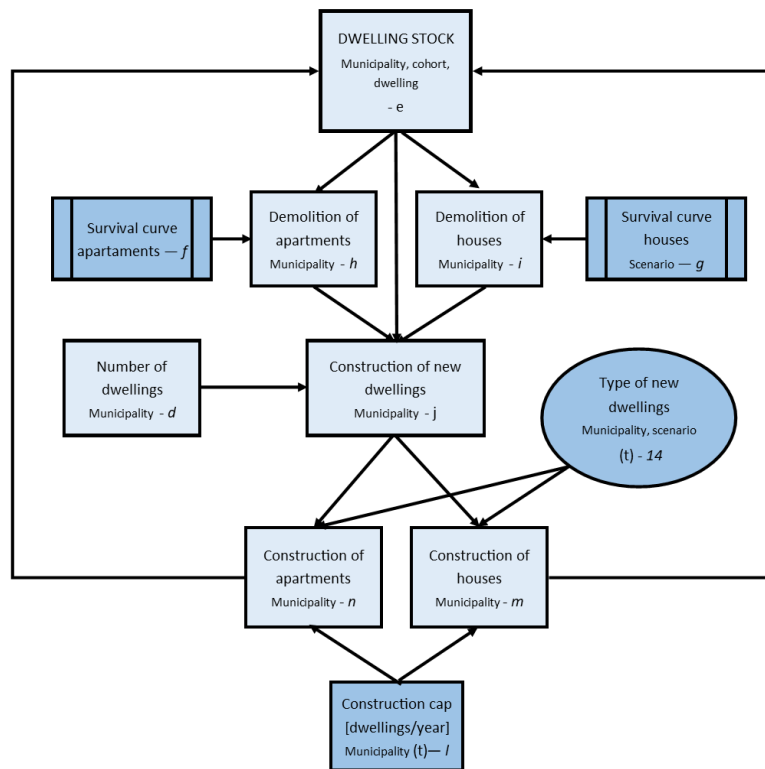 DWELLING STOCK
Municipality, cohort,
dwelling
- e
Survival curve
apartaments — f
Demolition of
apartments
Municipality - h
Demolition of
houses
Municipality - i
Survival curve
houses
Scenario — g
Number of
dwellings
Municipality - d
Construction of new
dwellings
Municipality - j
Type of new
dwellings
Municipality, scenario
(t) - 14
Construction of
apartments
Municipality - n
Construction of
houses
Municipality - m
Construction cap
[dwellings/year]
Municipality (t)— l